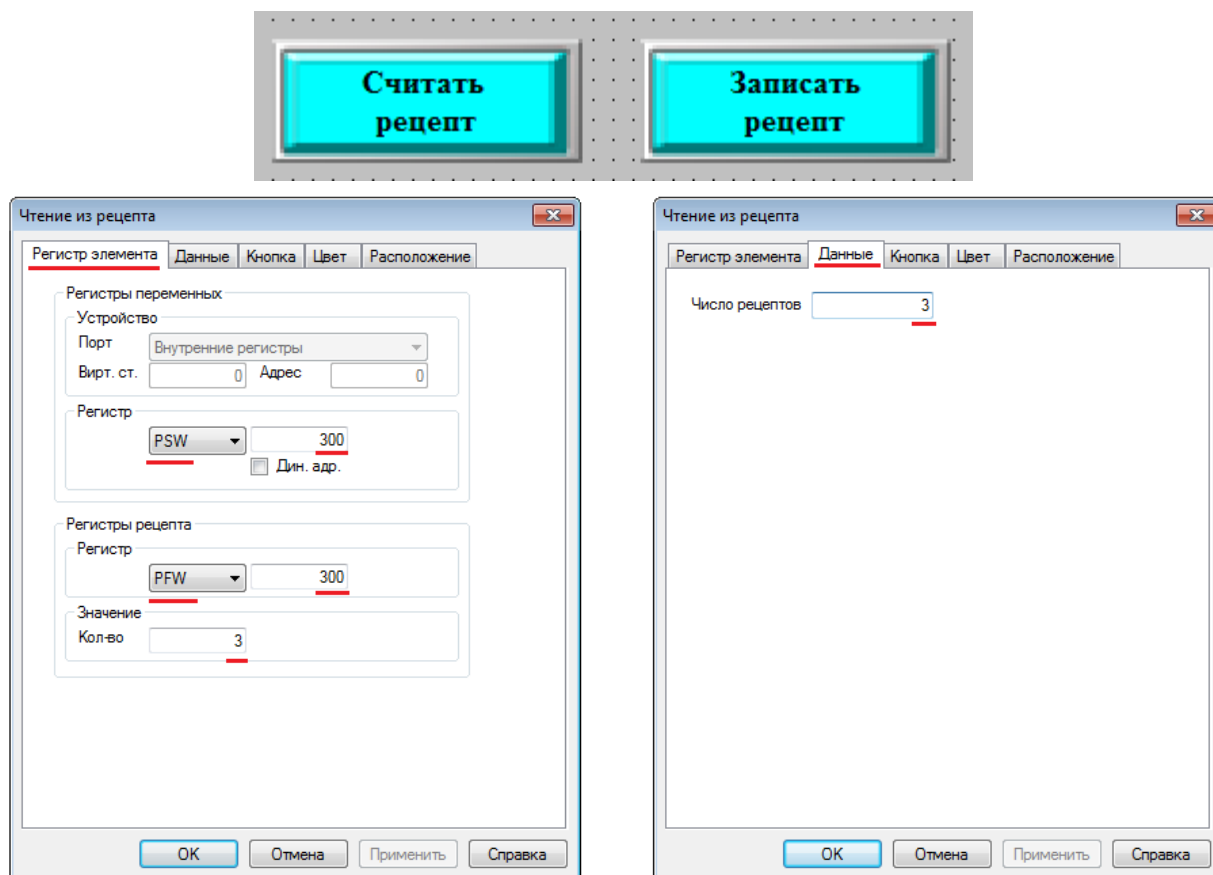 Считать
рецепт
Записать
рецепт
Чтение из рецепта
Регистр элемента Данные Кнопка Цвет Расположение
Регистры переменных
Устройство
Порт Внутренние регистры
Вирт. ст. 0 Адрес 0
Регистр
PSW 300
Дин. адр.
Регистры рецепта
Регистр
PFW 300
Значение
Кол-во 3
OK Отмена Применить Справка
Чтение из рецепта
Регистр элемента Данные Кнопка Цвет Расположение
Число рецептов 3
OK Отмена Применить Справка